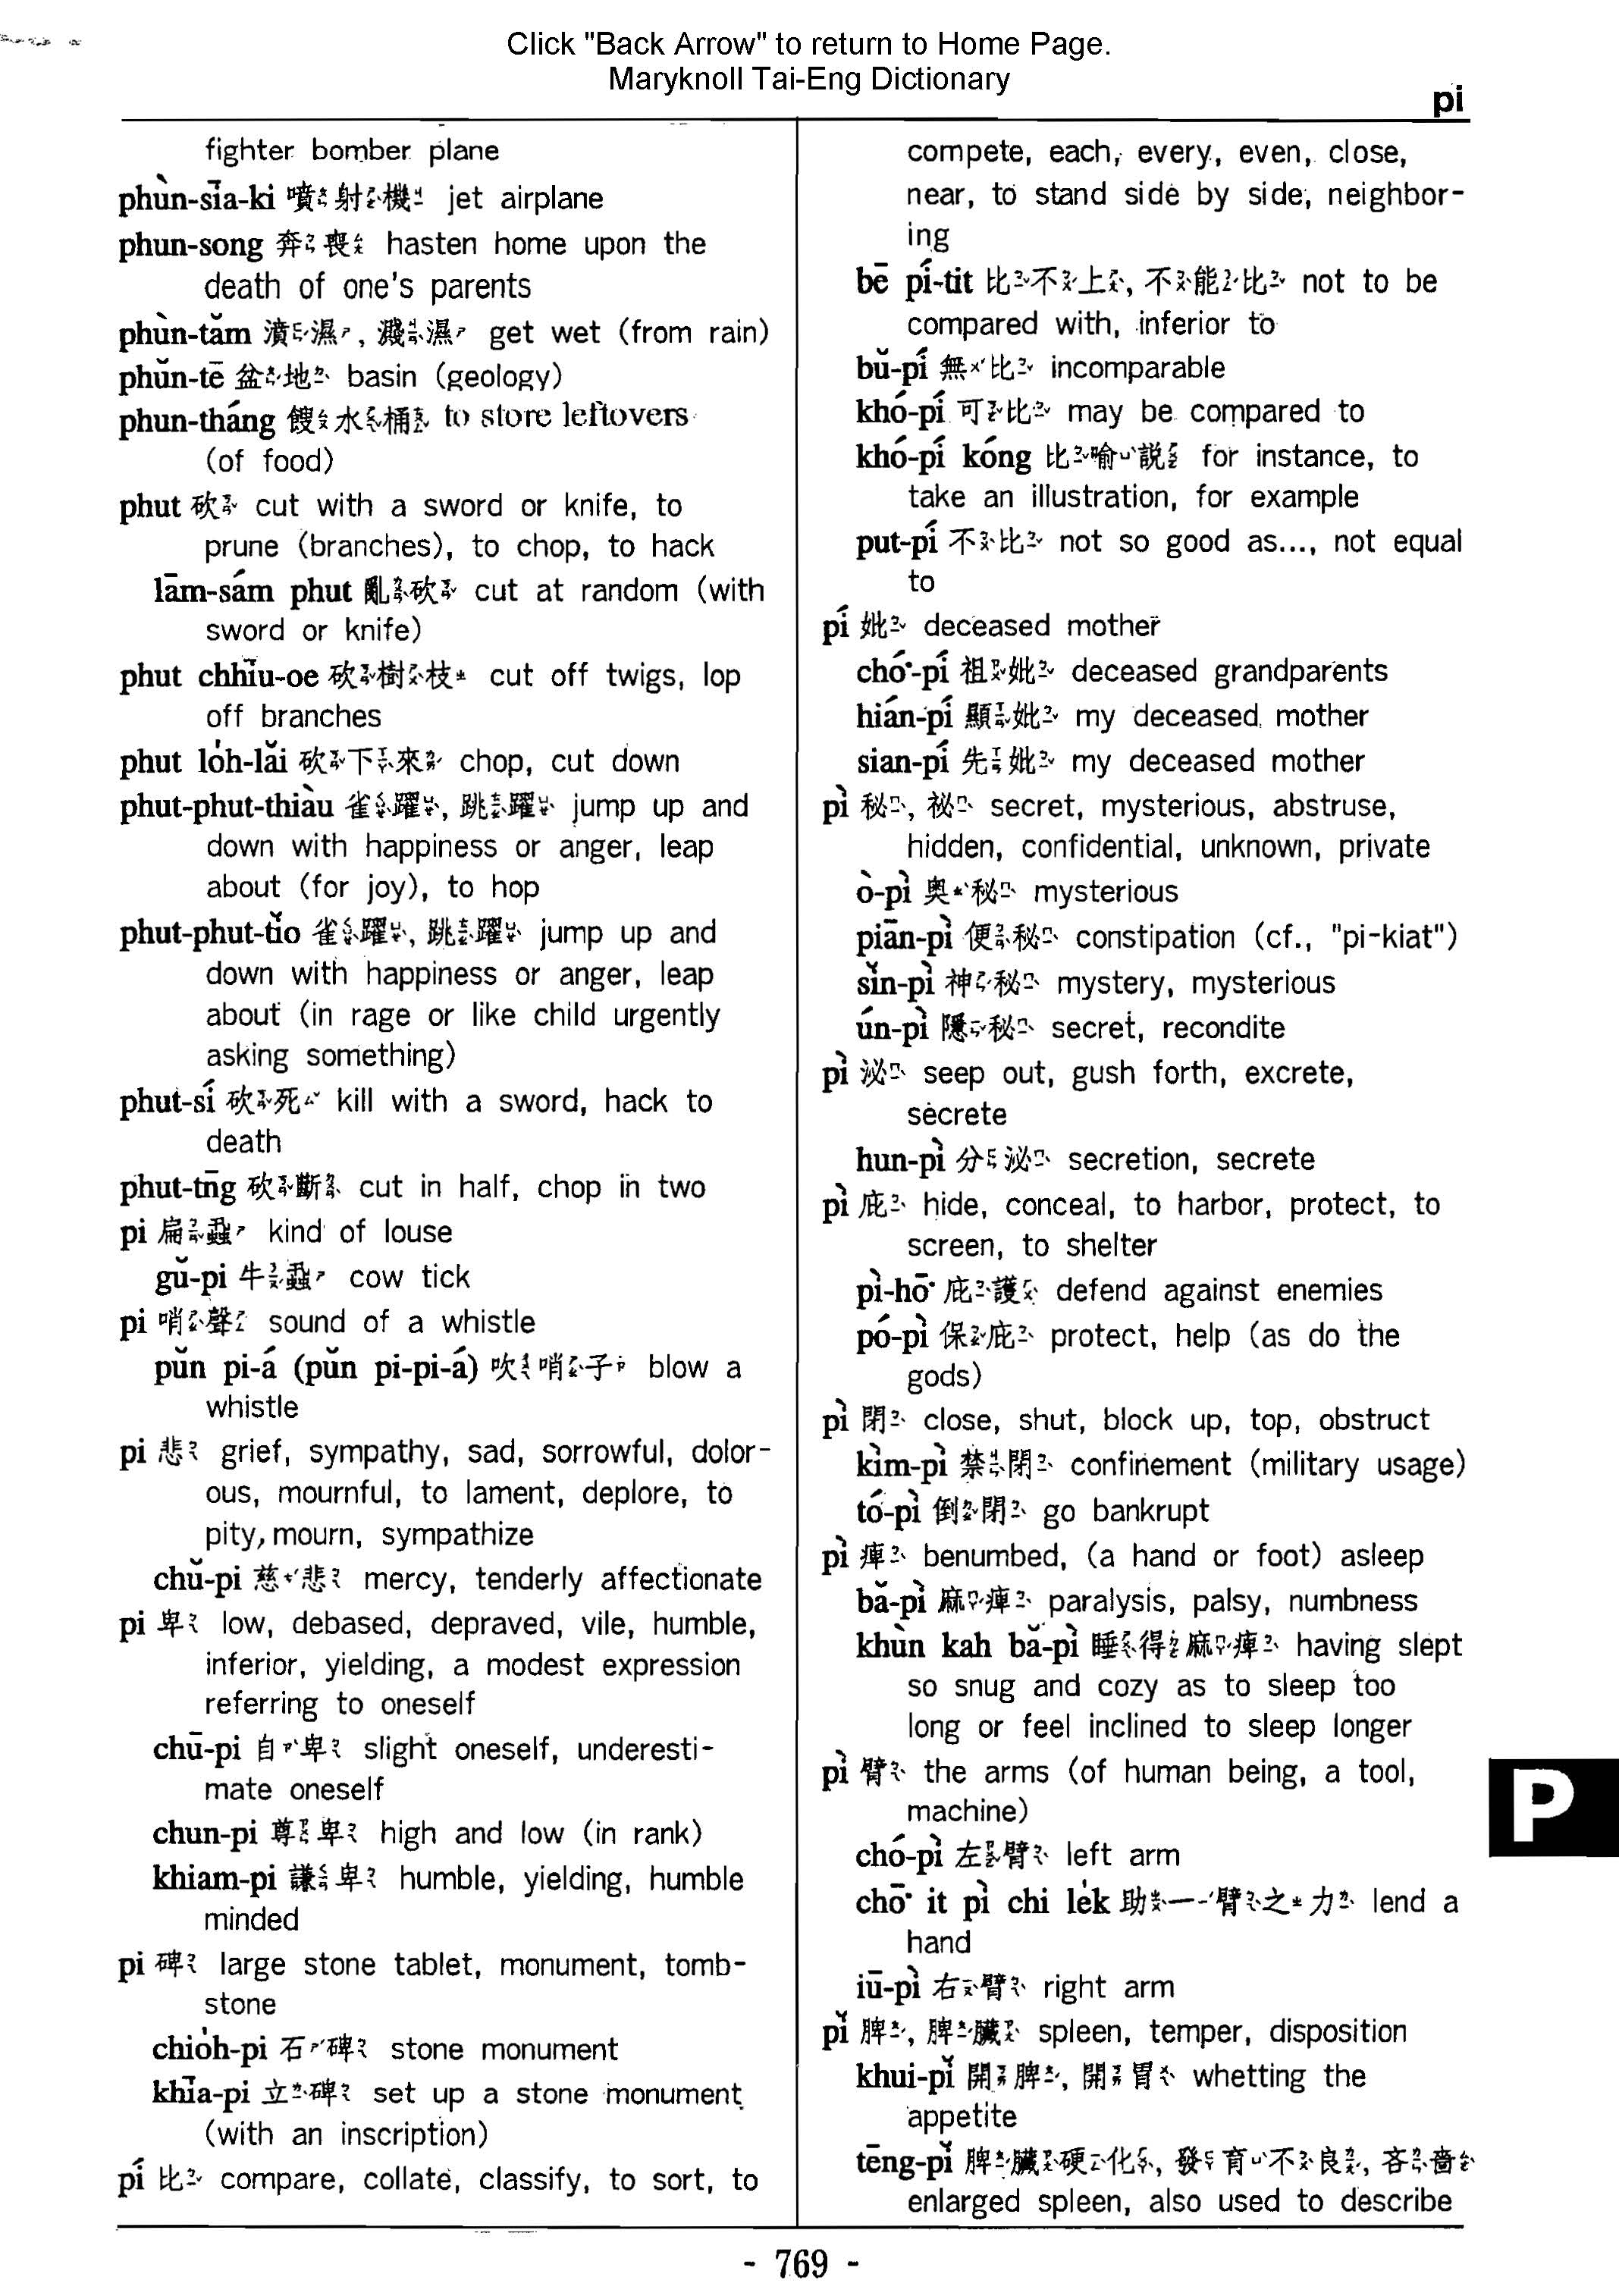 Click "Back Arrow" to return to Home Page.
Maryknoll Tai-Eng Dictionary
pi
fighter bomber plane
phùn-sīa-ki 噴射機 jet airplane
phun-song 奔喪 hasten home upon the
death of one's parents
phùn-tǎm 濆濕, 濺濕 get wet (from rain)
phǔn-tē 盆地 basin (geology)
phun-tháng 餿水桶 to store leftovers
(of food)
phut 砍 cut with a sword or knife, to
prune (branches), to chop, to hack
lām-sám phut 亂砍 cut at random (with
sword or knife)
phut chhīu-oe 砍樹枝 cut off twigs, lop
off branches
phut lo̍h-lǎi 砍下來 chop, cut down
phut-phut-thiàu 雀躍, 跳躍 jump up and
down with happiness or anger, leap
about (for joy), to hop
phut-phut-tǐo 雀躍, 跳躍 jump up and
down with happiness or anger, leap
about (in rage or like child urgently
asking something)
phut-sí 砍死 kill with a sword, hack to
death
phut-tn̄g 砍斷 cut in half, chop in two
pi 扁蝨 kind of louse
gǔ-pi 牛蝨 cow tick
pi 哨聲 sound of a whistle
pǔn pi-á (pǔn pi-pi-á) 吹哨子 blow a
whistle
pi 悲 grief, sympathy, sad, sorrowful, dolor-
ous, mournful, to lament, deplore, to
pity, mourn, sympathize
chǔ-pi 慈悲 mercy, tenderly affectionate
pi 卑 low, debased, depraved, vile, humble,
inferior, yielding, a modest expression
referring to oneself
chū-pi 自卑 slight oneself, underesti-
mate oneself
chun-pi 尊卑 high and low (in rank)
khiam-pi 謙卑 humble, yielding, humble
minded
pi 碑 large stone tablet, monument, tomb-
stone
chio̍h-pi 石碑 stone monument
khīa-pi 立碑 set up a stone monument
(with an inscription)
pí 比 compare, collate, classify, to sort, to
compete, each, every, even, close,
near, to stand side by side, neighbor-
ing
bē pí-tit 比不上, 不能比 not to be
compared with, inferior to
bǔ-pí 無比 incomparable
khó-pí 可比 may be compared to
khó-pí kóng 比喻說 for instance, to
take an illustration, for example
put-pí 不比 not so good as..., not equal
to
pí 妣 deceased mother
chó͘-pí 祖妣 deceased grandparents
hián-pí 顯妣 my deceased mother
sian-pí 先妣 my deceased mother
pì 秘, 祕 secret, mysterious, abstruse,
hidden, confidential, unknown, private
ò-pì 奧秘 mysterious
piān-pì 便秘 constipation (cf., "pi-kiat")
sǐn-pì 神秘 mystery, mysterious
ún-pì 隱秘 secret, recondite
pì 泌 seep out, gush forth, excrete,
secrete
hun-pì 分泌 secretion, secrete
pì 庇 hide, conceal, to harbor, protect, to
screen, to shelter
pì-hō͘ 庇護 defend against enemies
pó-pì 保庇 protect, help (as do the
gods)
pì 閉 close, shut, block up, top, obstruct
kìm-pì 禁閉 confinement (military usage)
tó-pì 倒閉 go bankrupt
pì 痺 benumbed, (a hand or foot) asleep
bǎ-pì 麻痺 paralysis, palsy, numbness
khùn kah bǎ-pì 睡得麻痺 having slept
so snug and cozy as to sleep too
long or feel inclined to sleep longer
pì 臂 the arms (of human being, a tool,
machine)
chó-pì 左臂 left arm
chō͘ it pì chi le̍k 助一臂之力 lend a
hand
iū-pì 右臂 right arm
pǐ 脾, 脾臟 spleen, temper, disposition
khui-pǐ 開脾, 開胃 whetting the
appetite
tēng-pǐ 脾臟硬化, 發育不良, 吝嗇
enlarged spleen, also used to describe
P
- 769 -